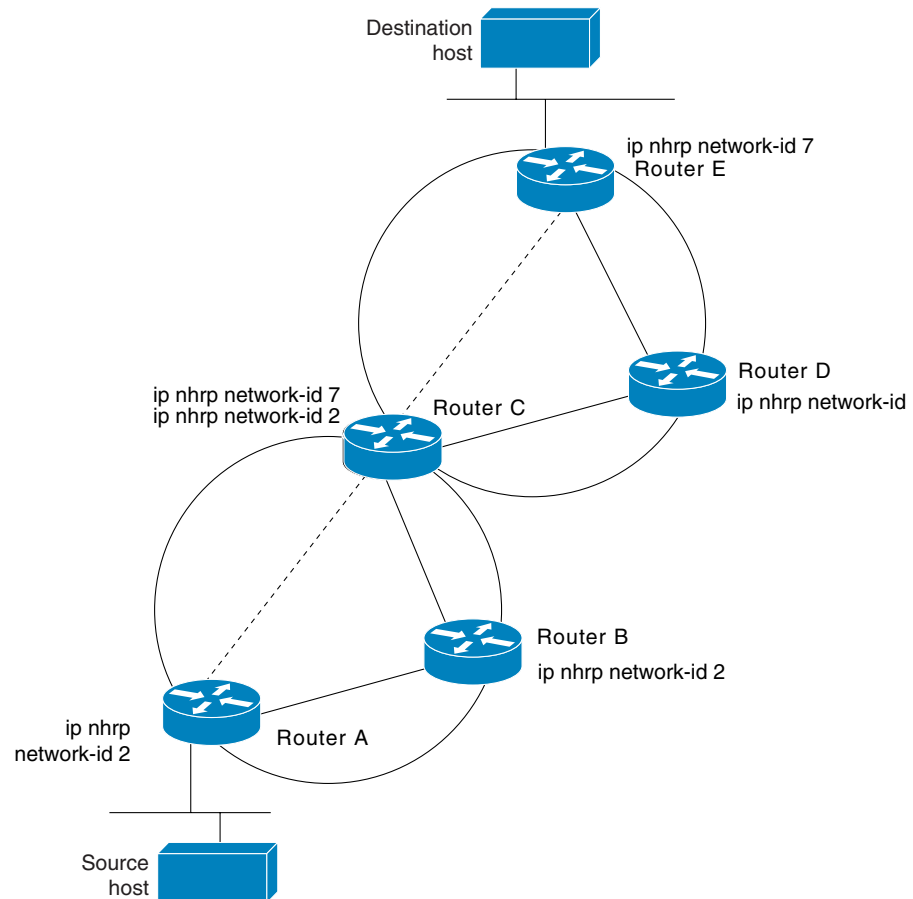 Destination
host
ip nhrp network-id 7
Router E
Router D
ip nhrp network-id
ip nhrp network-id 7
ip nhrp network-id 2
Router C
Router B
ip nhrp network-id 2
ip nhrp
network-id 2
Router A
Source
host